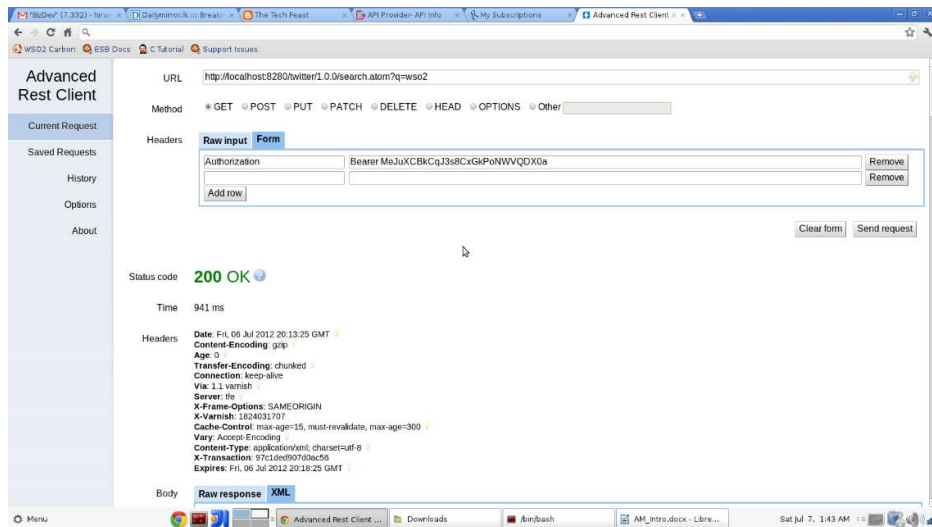 "BizDev" (7,332) - hiran
Dailymirror.lk ::: Breaki
The Tech Feast
API Provider- API Info
My Subscriptions
Advanced Rest Client A
WSO2 Carbon ESB Docs C Tutorial Support Issues
Advanced
Rest Client
Current Request
Saved Requests
History
Options
About
URL http://localhost:8280/twitter/1.0.0/search.atom?q=wso2
Method GET POST PUT PATCH DELETE HEAD OPTIONS Other
Headers Raw input Form
Authorization Bearer MeJuXCBkCqJ3s8CxGkPoNWVQDX0a Remove
Remove
Add row
Clear form Send request
Status code 200 OK
Time 941 ms
Headers
Date: Fri, 06 Jul 2012 20:13:25 GMT
Content-Encoding: gzip
Age: 0
Transfer-Encoding: chunked
Connection: keep-alive
Via: 1.1 varnish
Server: tfe
X-Frame-Options: SAMEORIGIN
X-Varnish: 1824031707
Cache-Control: max-age=15, must-revalidate, max-age=300
Vary: Accept-Encoding
Content-Type: application/xml; charset=utf-8
X-Transaction: 97c1ded907d0ac56
Expires: Fri, 06 Jul 2012 20:18:25 GMT
Body Raw response XML
Menu Advanced Rest Client ... Downloads /bin/bash AM_Intro.docx - Libre... Sat Jul 7, 1:43 AM